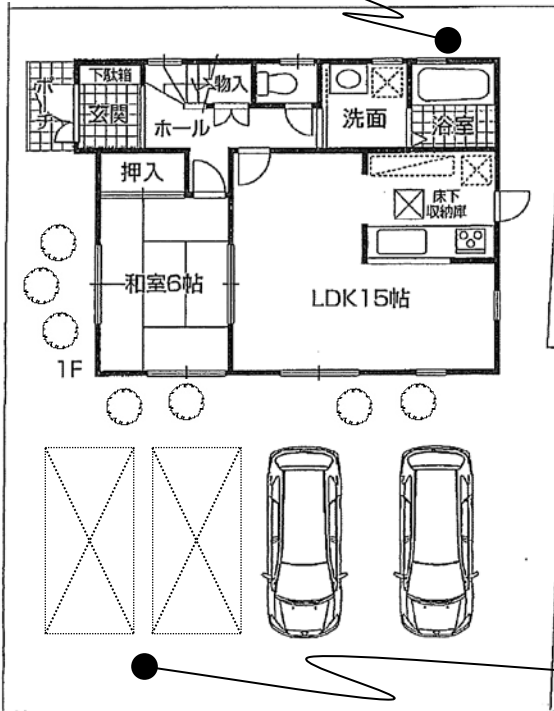 下駄箱
物入
ポーチ
玄関
ホール
洗面
浴室
押入
床下
収納庫
和室6帖
LDK15帖
1F